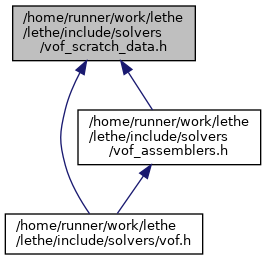 /home/runner/work/lethe
/lethe/include/solvers
/vof_scratch_data.h
/home/runner/work/lethe
/lethe/include/solvers
/vof_assemblers.h
/home/runner/work/lethe
/lethe/include/solvers/vof.h